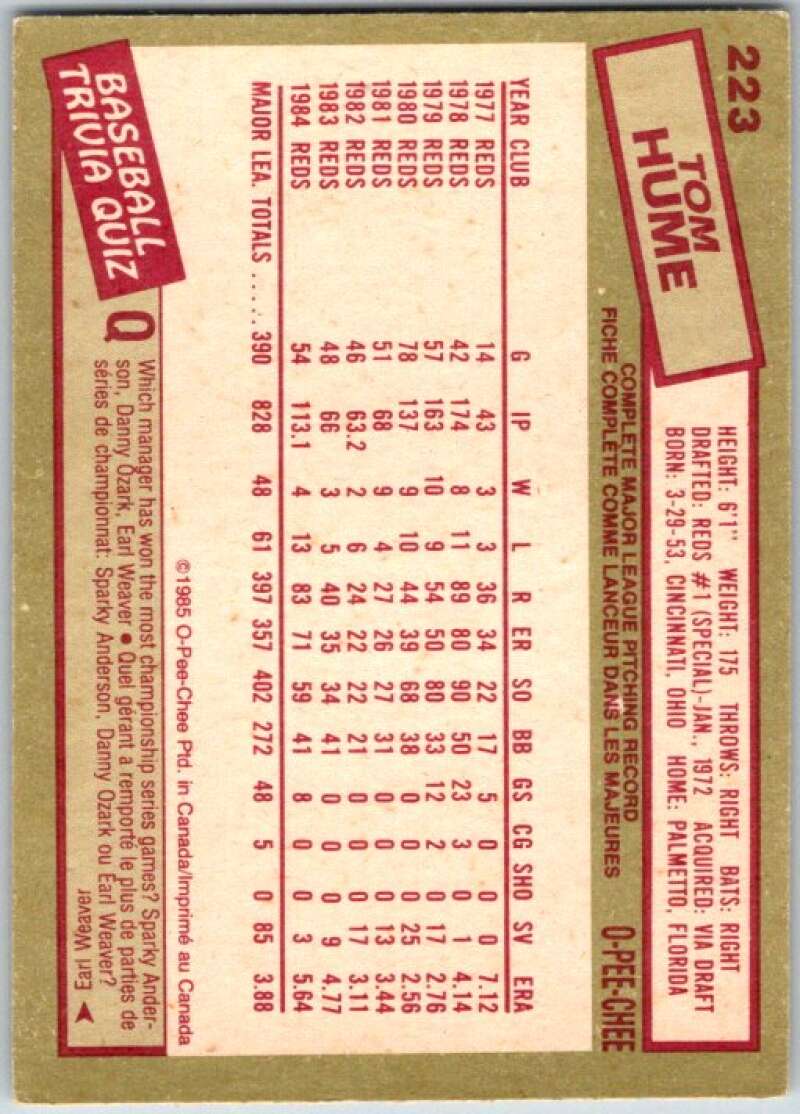 223
TOM
HUME
HEIGHT: 6'1" WEIGHT: 175 THROWS: RIGHT BATS: RIGHT
DRAFTED: REDS #1 (SPECIAL)-JAN., 1972 ACQUIRED: VIA DRAFT
BORN: 3-29-53, CINCINNATI, OHIO HOME: PALMETTO, FLORIDA
COMPLETE MAJOR LEAGUE PITCHING RECORD
FICHE COMPLÈTE COMME LANCEUR DANS LES MAJEURES
O-PEE-CHEE
YEAR CLUB G IP W L R ER SO BB GS CG SHO SV ERA
1977 REDS 14 43 3 3 36 34 22 17 5 0 0 0 7.12
1978 REDS 42 174 8 11 89 80 90 50 23 3 0 1 4.14
1979 REDS 57 163 10 9 54 50 80 33 12 2 0 17 2.76
1980 REDS 78 137 9 10 44 39 68 38 0 0 0 25 2.56
1981 REDS 51 68 9 4 27 26 27 31 0 0 0 13 3.44
1982 REDS 46 63.2 2 6 24 22 22 21 0 0 0 17 3.11
1983 REDS 48 66 3 5 40 35 34 41 0 0 0 9 4.77
1984 REDS 54 113.1 4 13 83 71 59 41 8 0 0 3 5.64
MAJOR LEA. TOTALS ..... 390 828 48 61 397 357 402 272 48 5 0 85 3.88
©1985 O-Pee-Chee Ptd. in Canada/Imprimé au Canada
BASEBALL
TRIVIA QUIZ
Q
Which manager has won the most championship series games? Sparky Ander-
son, Danny Ozark, Earl Weaver • Quel gérant a remporté le plus de parties de
séries de championnat: Sparky Anderson, Danny Ozark ou Earl Weaver?
Earl Weaver